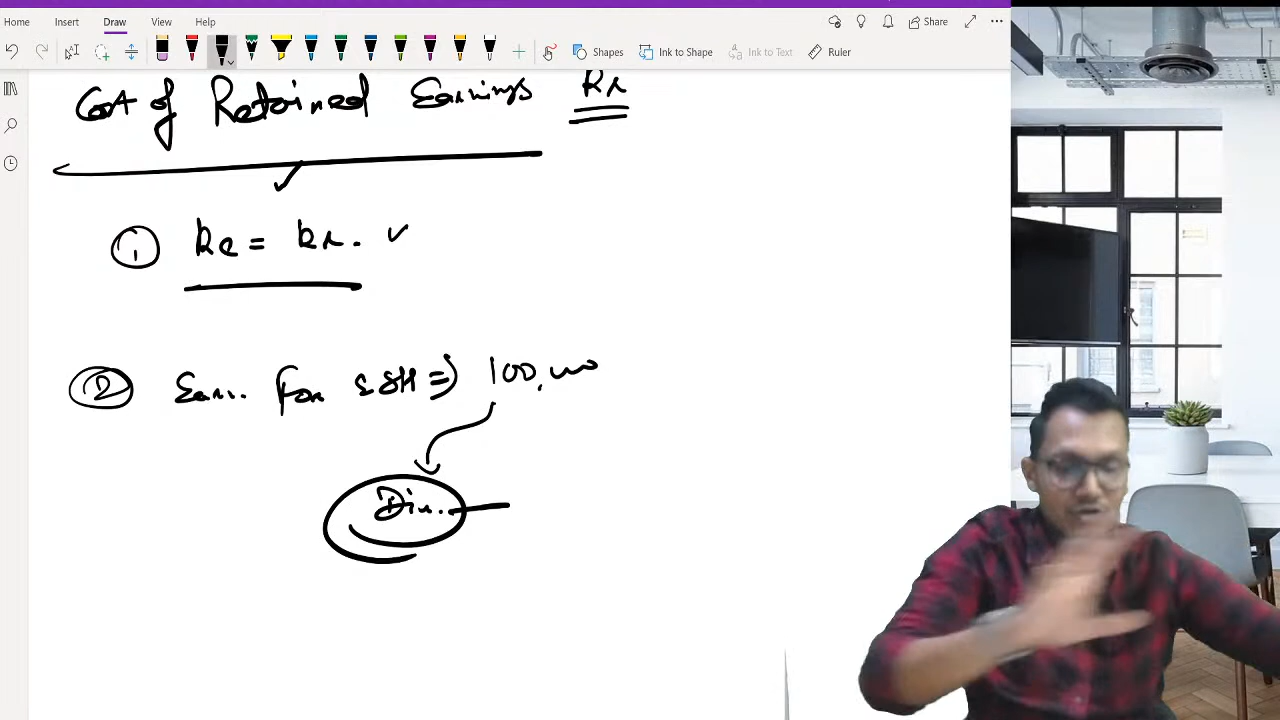 Home Insert Draw View Help Share
Shapes Ink to Shape Ink to Text Ruler
Cost of Retained Earnings Kr
① Ke = Kr.
② Earn. For ESH ⇒ 100,000
Div.